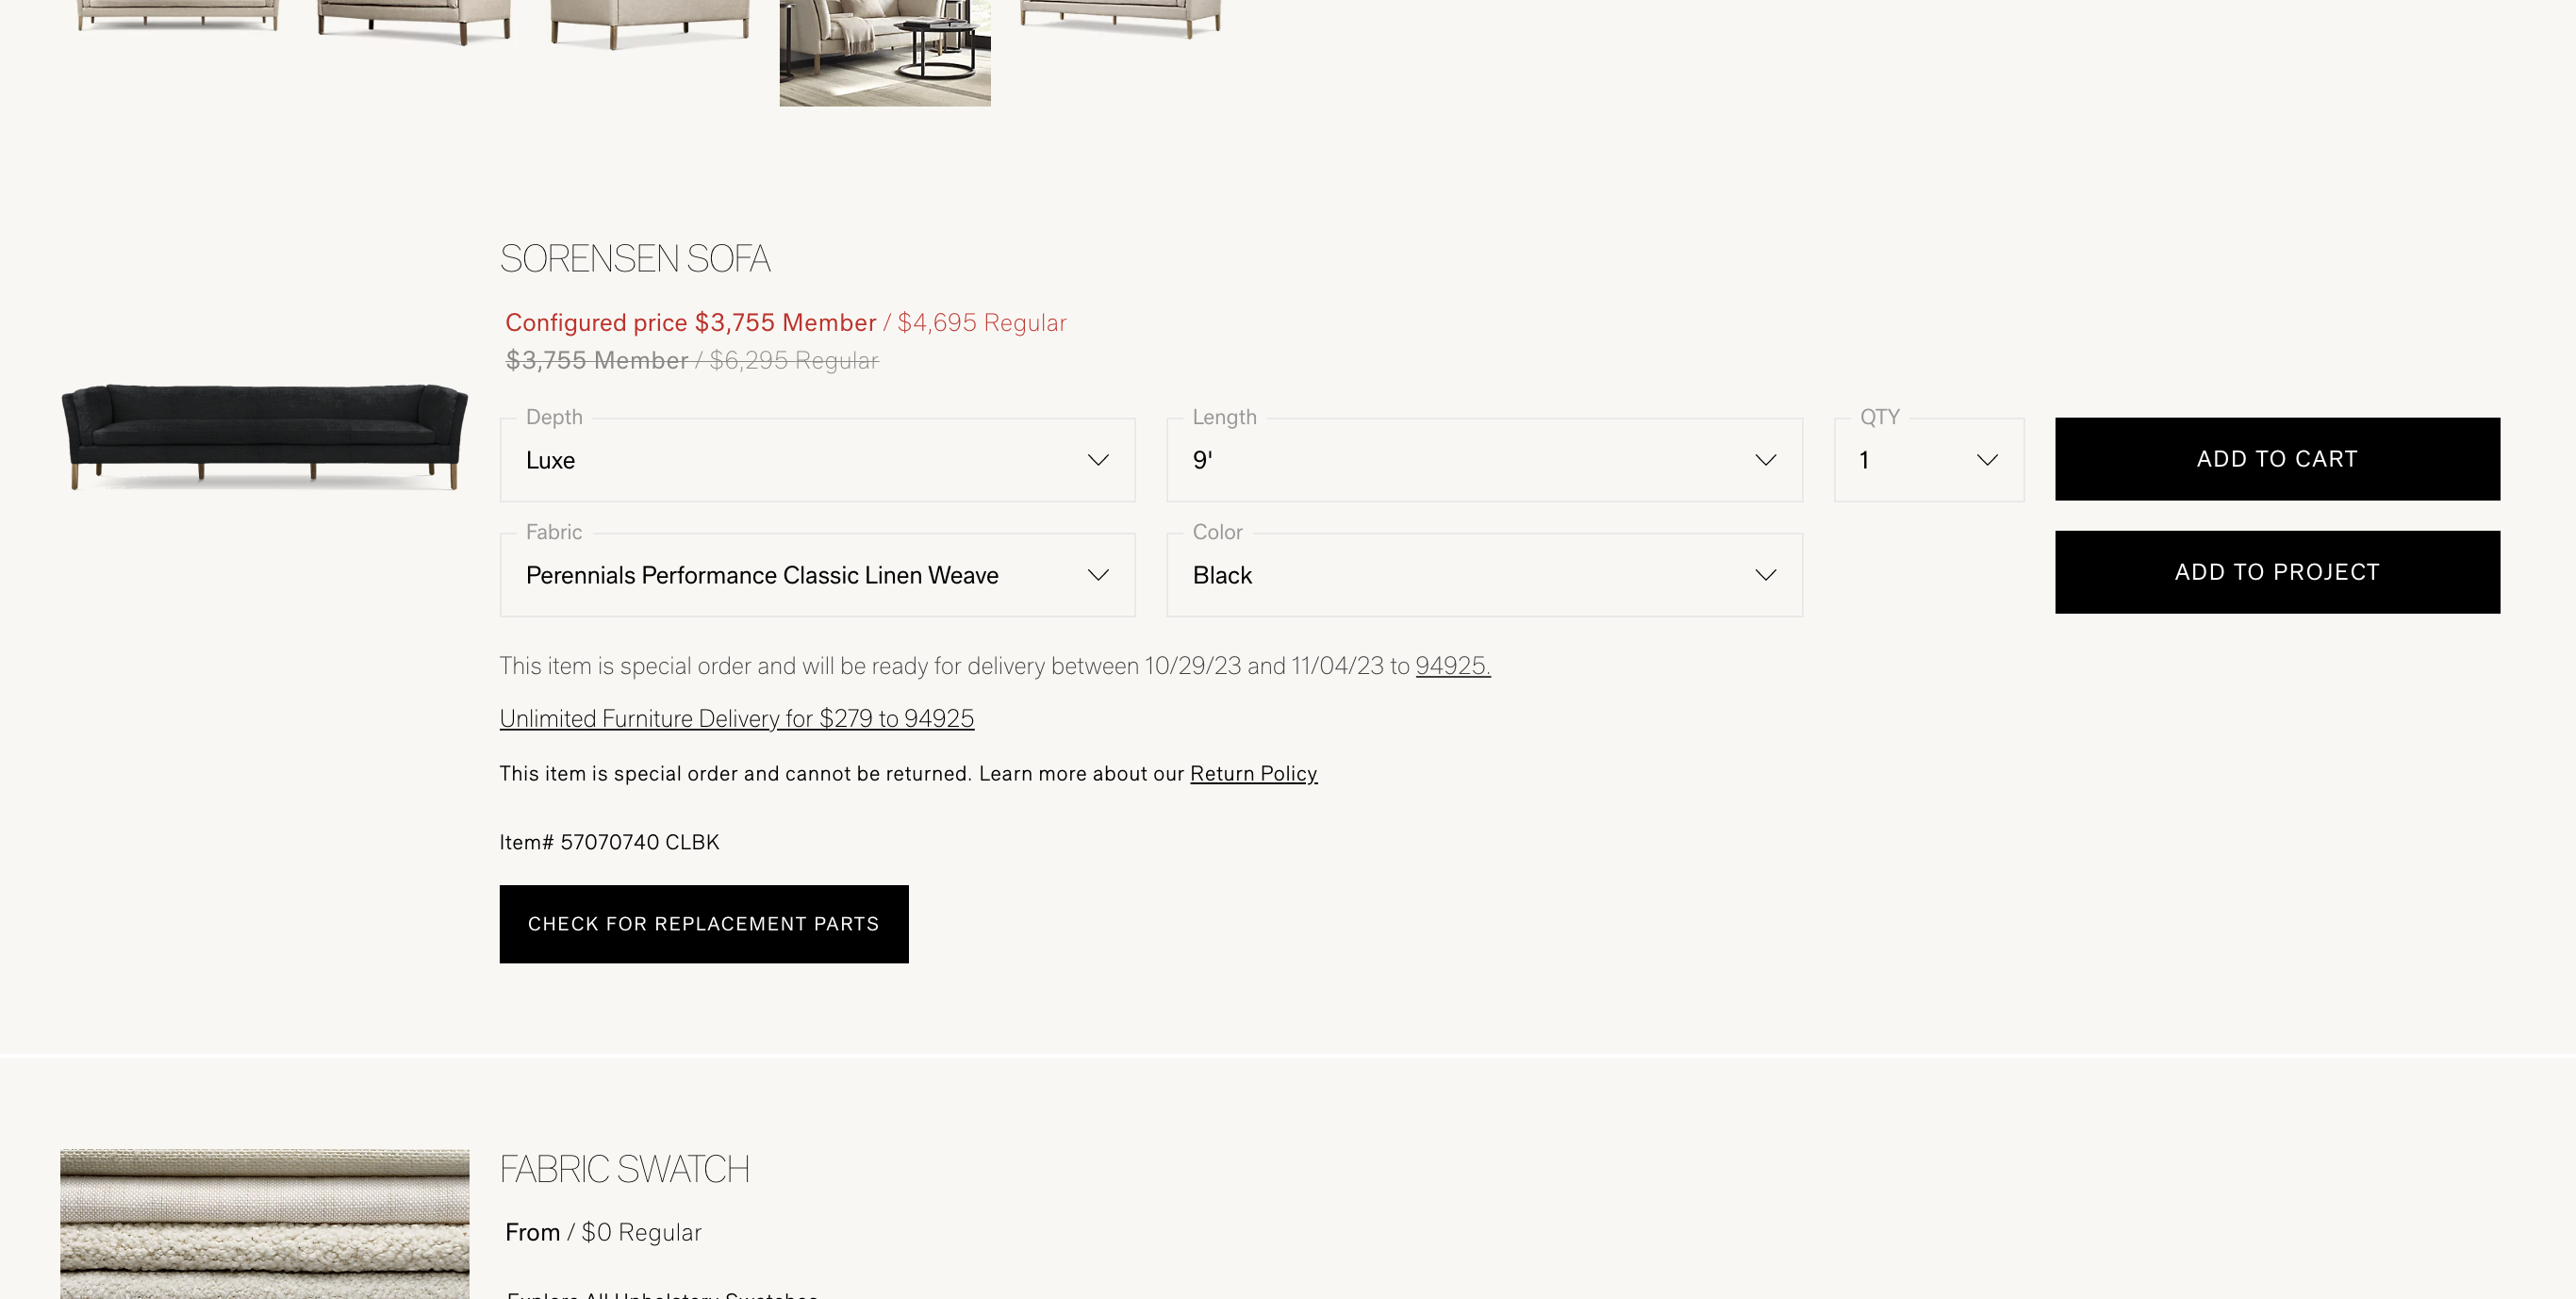 SORENSEN SOFA
Configured price $3,755 Member / $4,695 Regular
$3,755 Member / $6,295 Regular
Depth
Luxe
Length
9'
QTY
1
ADD TO CART
Fabric
Perennials Performance Classic Linen Weave
Color
Black
ADD TO PROJECT
This item is special order and will be ready for delivery between 10/29/23 and 11/04/23 to 94925.
Unlimited Furniture Delivery for $279 to 94925
This item is special order and cannot be returned. Learn more about our Return Policy
Item# 57070740 CLBK
CHECK FOR REPLACEMENT PARTS
FABRIC SWATCH
From / $0 Regular
Explore All Upholstery Swatches